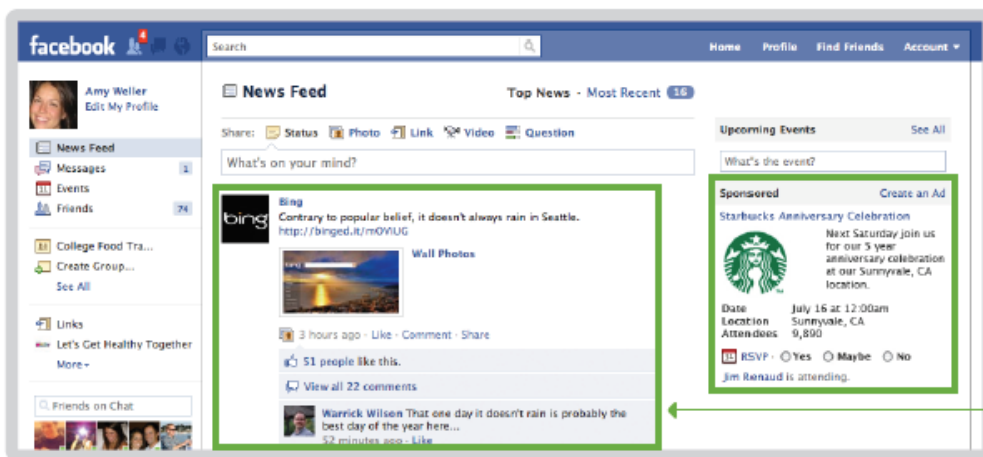 facebook 4
Search
Home Profile Find Friends Account
Amy Weller
Edit My Profile
News Feed
Messages 1
31 Events
Friends 74
College Food Tra...
Create Group...
See All
Links
Let's Get Healthy Together
More
Friends on Chat
News Feed
Top News - Most Recent 16
Share: Status Photo Link Video Question
What's on your mind?
bing
Bing
Contrary to popular belief, it doesn't always rain in Seattle.
http://binged.it/mOViUG
bing
Wall Photos
3 hours ago · Like · Comment · Share
51 people like this.
View all 22 comments
Warrick Wilson That one day it doesn't rain is probably the
best day of the year here...
52 minutes ago · Like
Upcoming Events See All
What's the event?
Sponsored Create an Ad
Starbucks Anniversary Celebration
Next Saturday join us
for our 5 year
anniversary celebration
at our Sunnyvale, CA
location.
Date July 16 at 12:00am
Location Sunnyvale, CA
Attendees 9,890
31 RSVP · Yes Maybe No
Jim Renaud is attending.